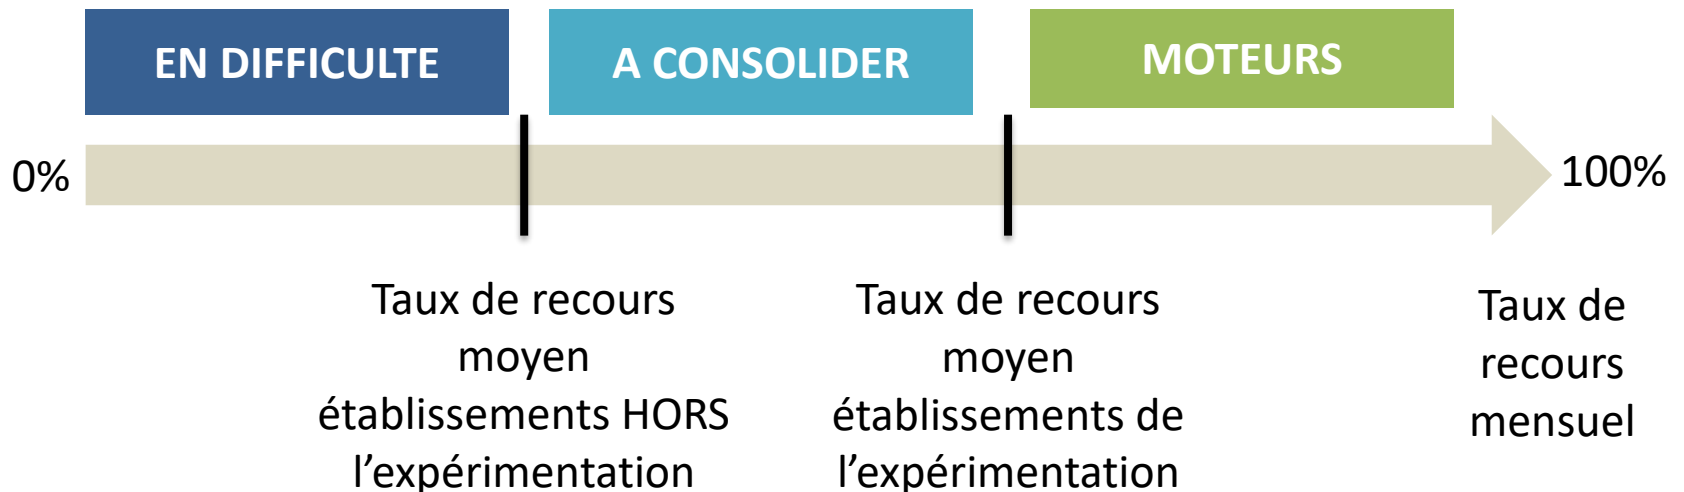 EN DIFFICULTE
A CONSOLIDER
MOTEURS
0%
100%
Taux de recours
moyen
établissements HORS
l’expérimentation
Taux de recours
moyen
établissements de
l’expérimentation
Taux de
recours
mensuel